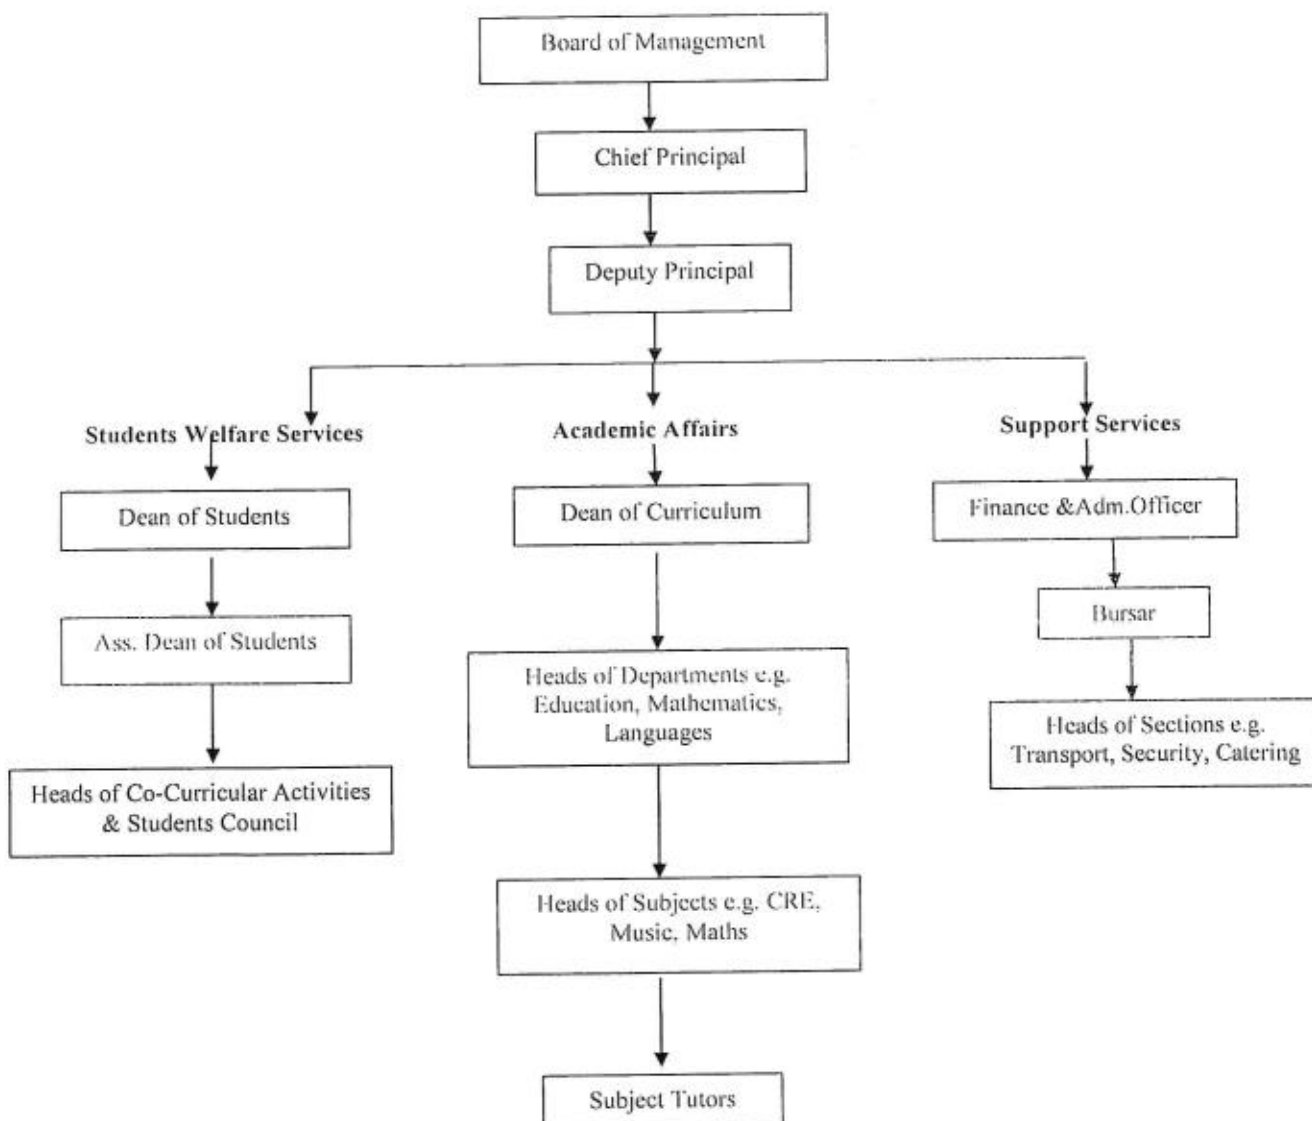 Board of Management
Chief Principal
Deputy Principal
Students Welfare Services
Academic Affairs
Support Services
Dean of Students
Dean of Curriculum
Finance &Adm.Officer
Ass. Dean of Students
Bursar
Heads of Departments e.g.
Education, Mathematics,
Languages
Heads of Sections e.g.
Transport, Security, Catering
Heads of Co-Curricular Activities
& Students Council
Heads of Subjects e.g. CRE,
Music, Maths
Subject Tutors